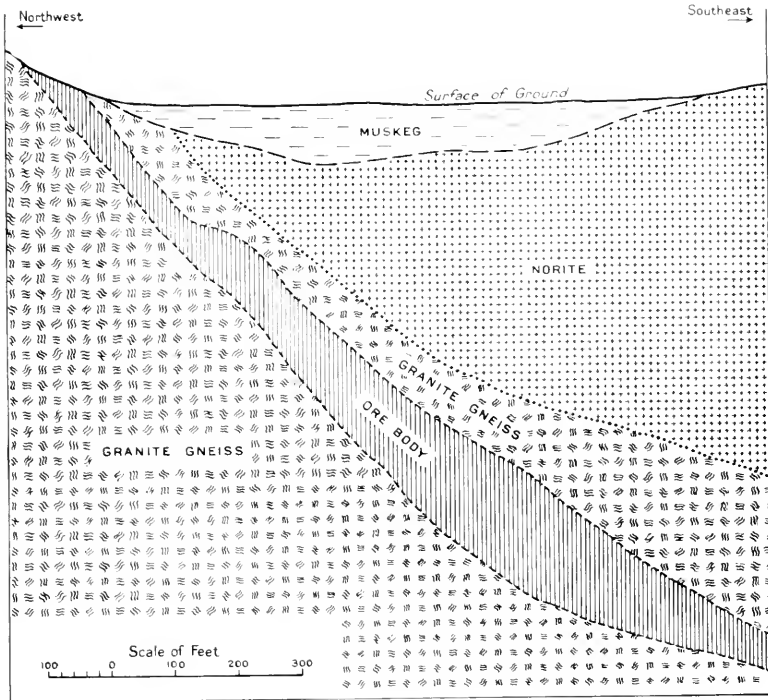 Northwest
Southeast
Surface of Ground
MUSKEG
NORITE
GRANITE GNEISS
ORE BODY
GRANITE GNEISS
Scale of Feet
100 0 100 200 300